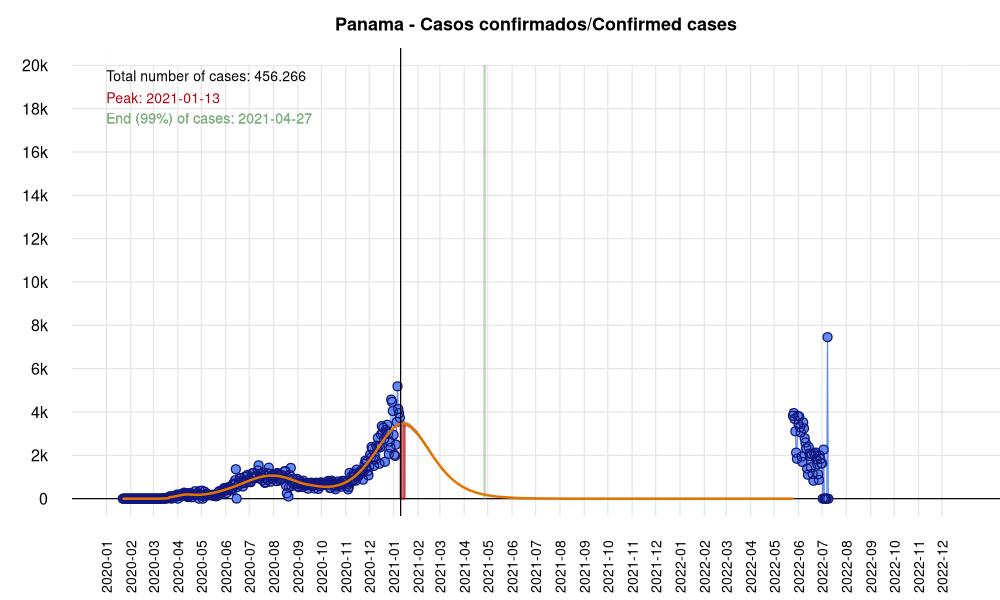 Panama - Casos confirmados/Confirmed cases
Total number of cases: 456.266
Peak: 2021-01-13
End (99%) of cases: 2021-04-27
20k
18k
16k
14k
12k
10k
8k
6k
4k
2k
0
2020-01
2020-02
2020-03
2020-04
2020-05
2020-06
2020-07
2020-08
2020-09
2020-10
2020-11
2020-12
2021-01
2021-02
2021-03
2021-04
2021-05
2021-06
2021-07
2021-08
2021-09
2021-10
2021-11
2021-12
2022-01
2022-02
2022-03
2022-04
2022-05
2022-06
2022-07
2022-08
2022-09
2022-10
2022-11
2022-12